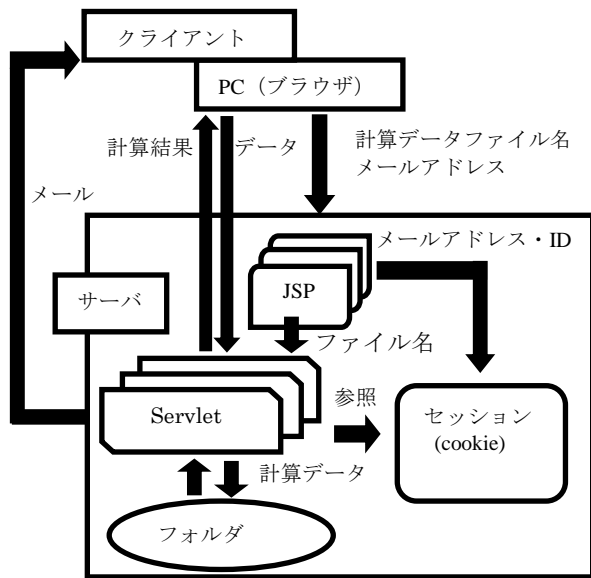 クライアント
PC（ブラウザ）
計算結果
データ
計算データファイル名
メールアドレス
メール
メールアドレス・ID
サーバ
JSP
ファイル名
Servlet
参照
セッション
(cookie)
計算データ
フォルダ